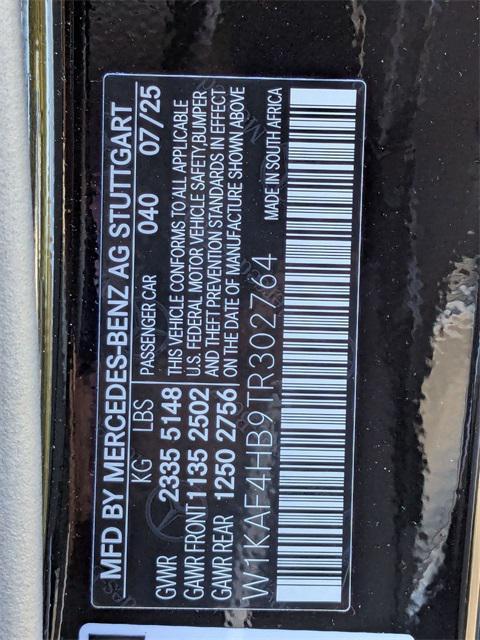 MFD BY MERCEDES-BENZ AG STUTTGART
KG LBS PASSENGER CAR 040 07/25
GVWR 2335 5148
GAWR FRONT 1135 2502
GAWR REAR 1250 2756
THIS VEHICLE CONFORMS TO ALL APPLICABLE
U.S. FEDERAL MOTOR VEHICLE SAFETY, BUMPER
AND THEFT PREVENTION STANDARDS IN EFFECT
ON THE DATE OF MANUFACTURE SHOWN ABOVE
W1KAF4HB9TR302764
MADE IN SOUTH AFRICA